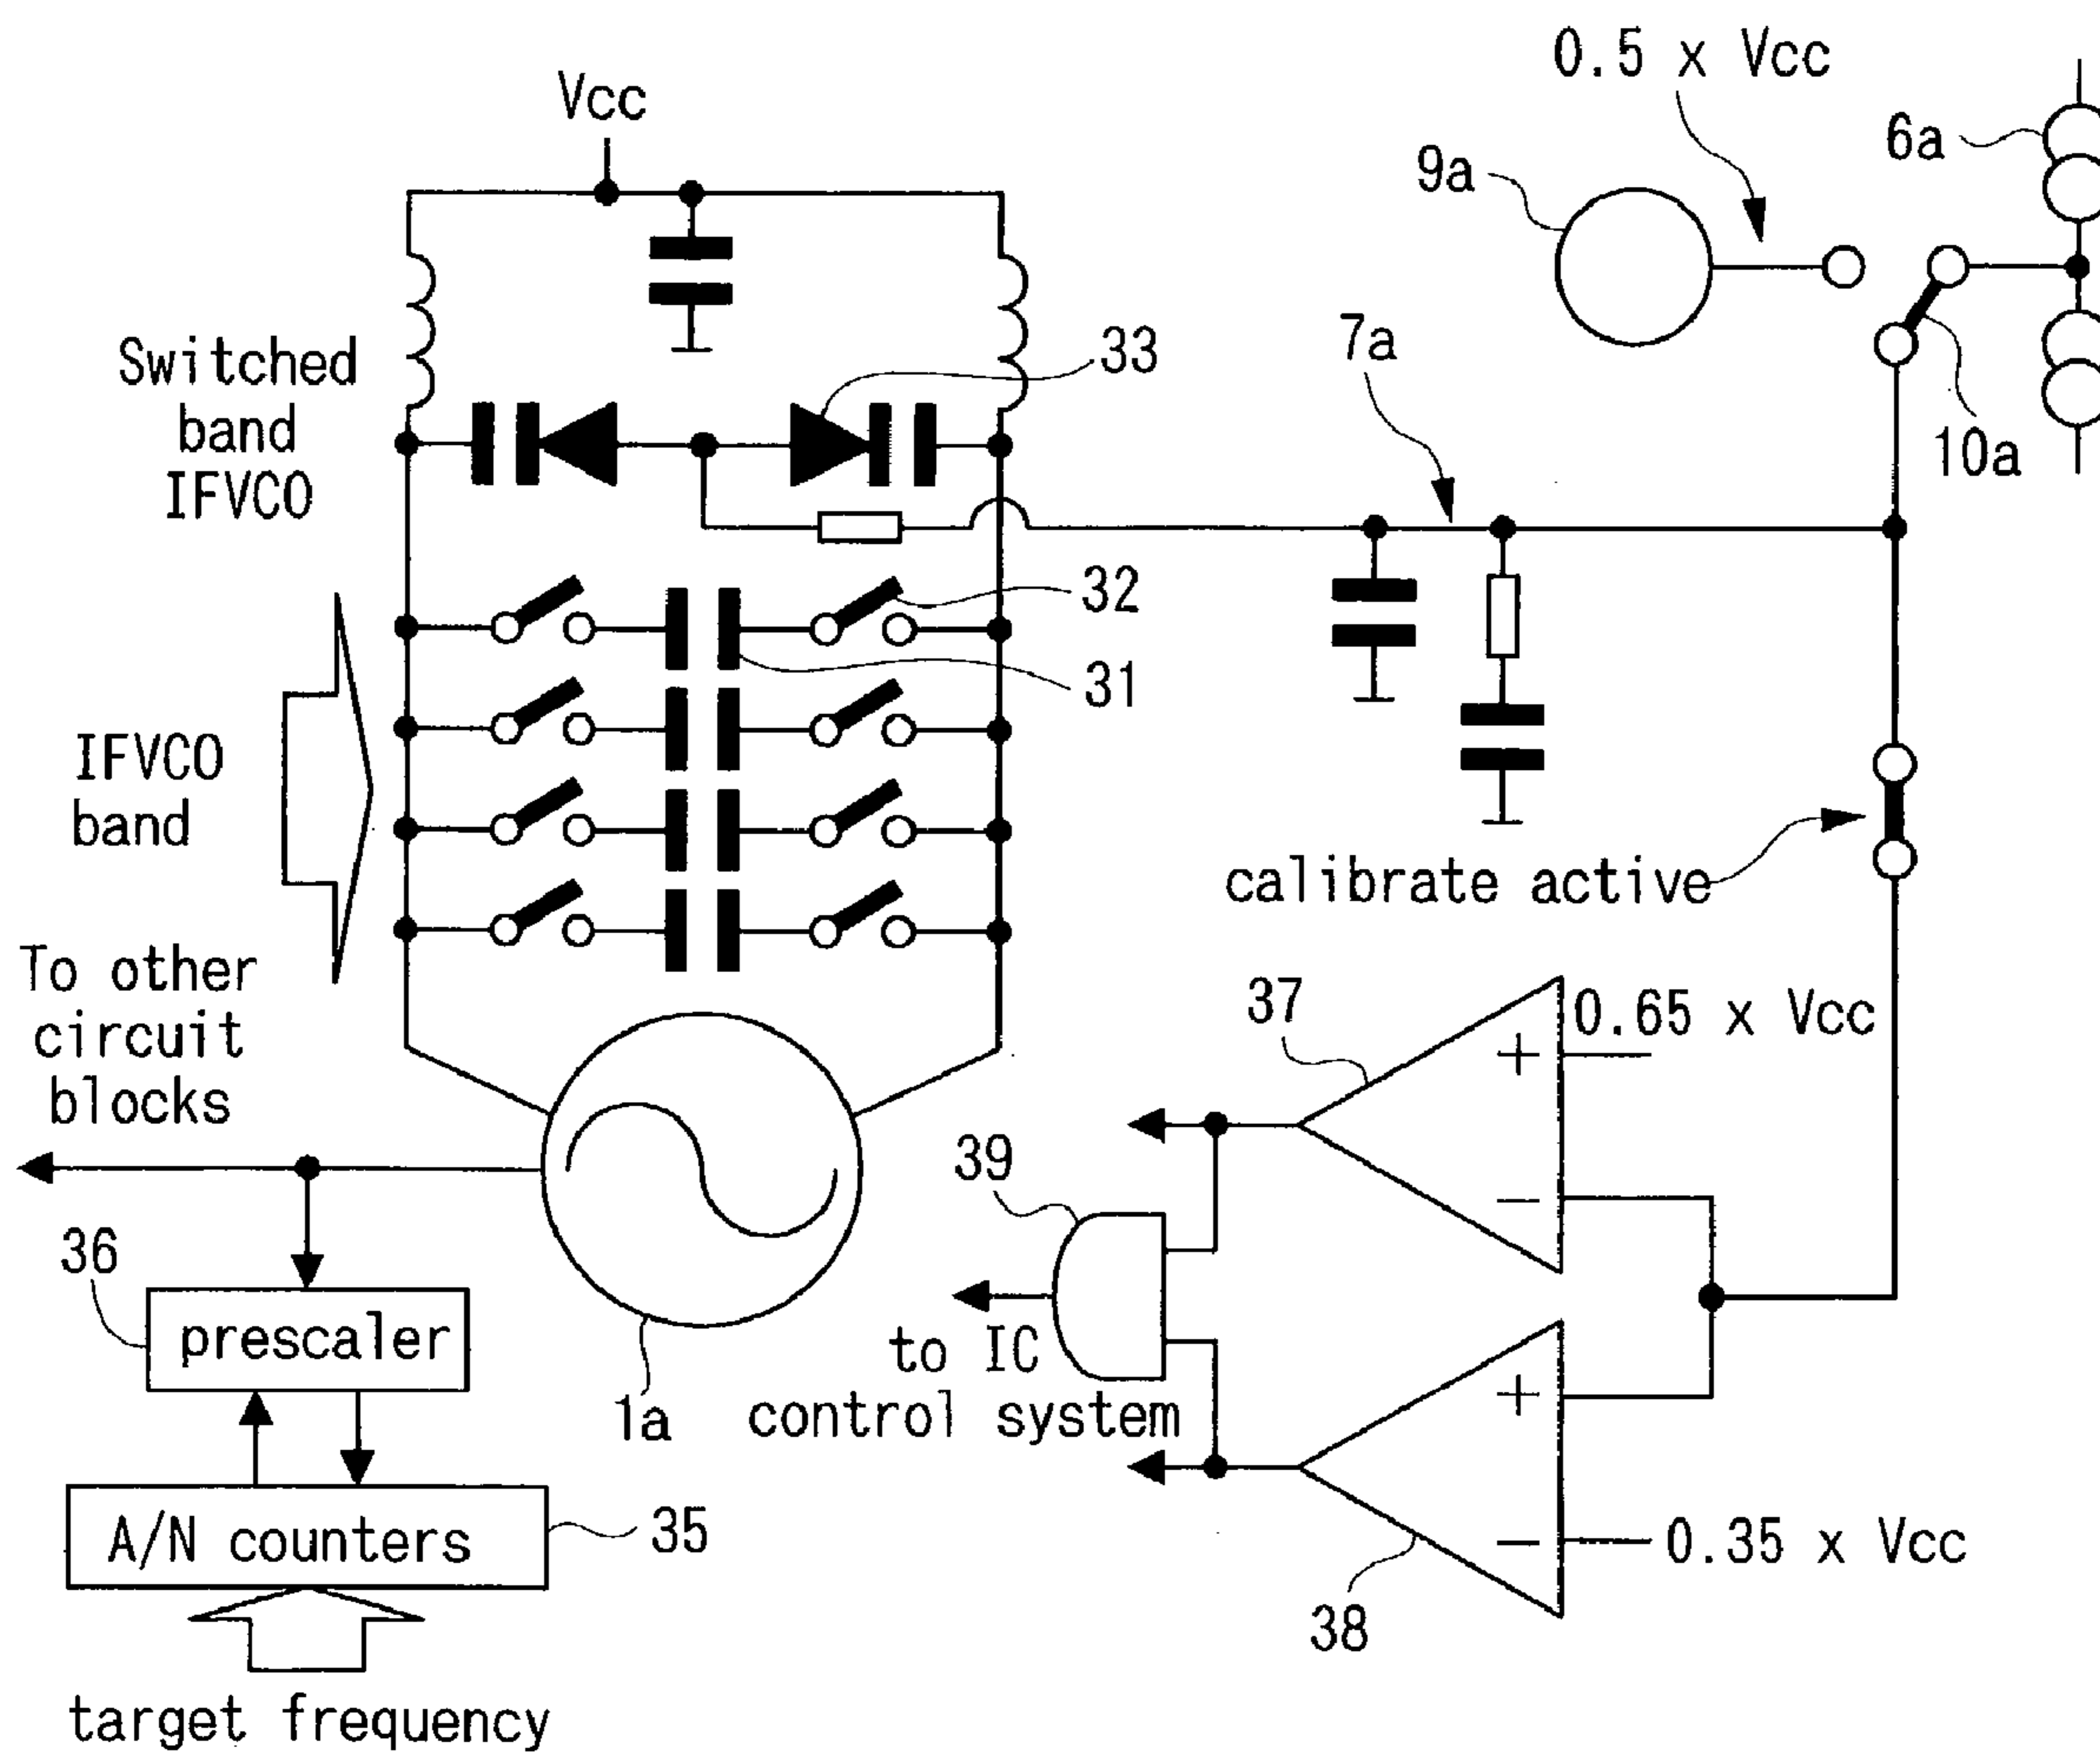 0.5 x Vcc
Vcc
6a
9a
Switched
band
IFVCO
33
7a
10a
32
31
IFVCO
band
calibrate active
To other
circuit
blocks
37
0.65 x Vcc
+
39
−
36
prescaler
to IC
control system
1a
+
A/N counters
35
−
0.35 x Vcc
38
target frequency